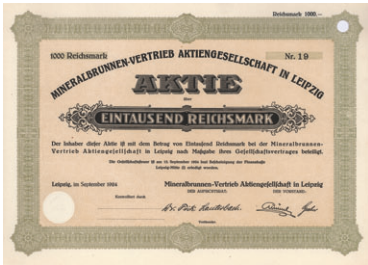 Reichsmark 1000.—
1000 Reichsmark
Nr. 19
MINERALBRUNNEN-VERTRIEB AKTIENGESELLSCHAFT IN LEIPZIG
AKTIE
über
EINTAUSEND REICHSMARK
Der Inhaber dieser Aktie ist mit dem Betrag von Eintausend Reichsmark bei der Mineralbrunnen-
Vertrieb Aktiengesellschaft in Leipzig nach Maßgabe ihres Gesellschaftsvertrages beteiligt.
Leipzig, im September 1924
Mineralbrunnen-Vertrieb Aktiengesellschaft in Leipzig
DER AUFSICHTSRAT:
DER VORSTAND: